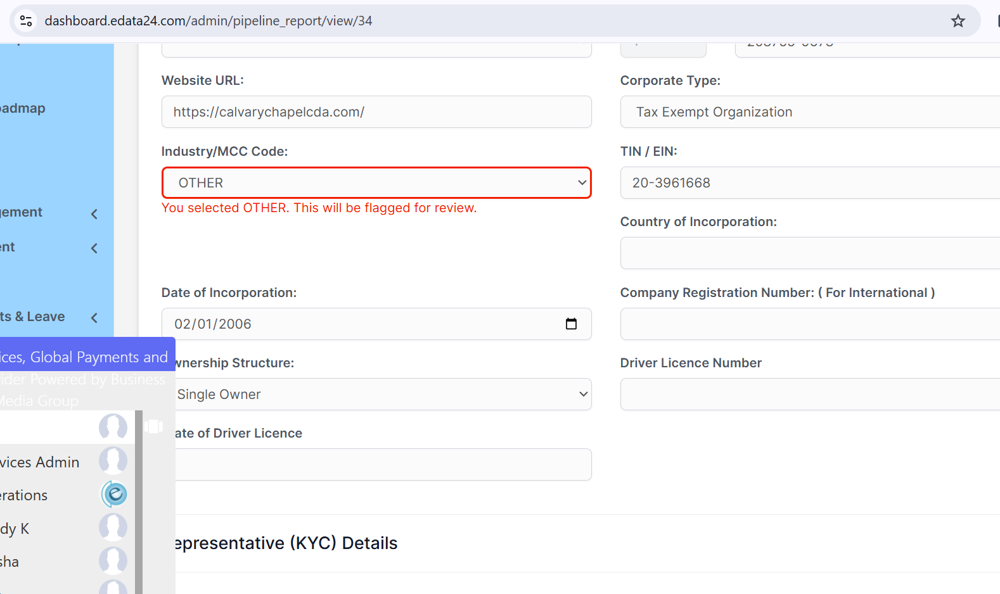 dashboard.edata24.com/admin/pipeline_report/view/34
Website URL:
Corporate Type:
https://calvarychapelcda.com/
Tax Exempt Organization
oadmap
Industry/MCC Code:
TIN / EIN:
OTHER
20-3961668
You selected OTHER. This will be flagged for review.
gement
Country of Incorporation:
ent
Date of Incorporation:
Company Registration Number: ( For International )
ts & Leave
02/01/2006
ices, Global Payments and
wnership Structure:
Driver Licence Number
ider Powered by Business
Single Owner
Media Group
ate of Driver Licence
vices Admin
erations
dy K
epresentative (KYC) Details
sha